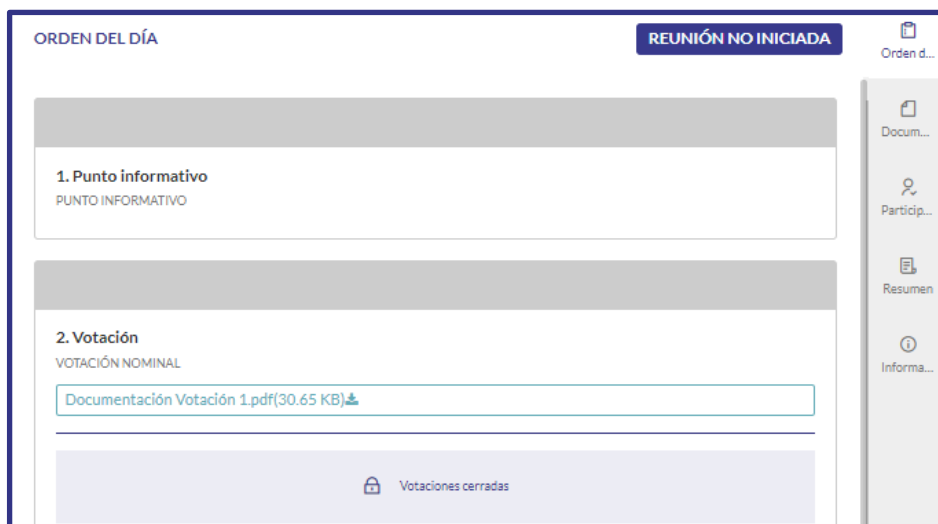 ORDEN DEL DÍA
REUNIÓN NO INICIADA
Orden d...
Docum...
Particip...
Resumen
Informa...
1. Punto informativo
PUNTO INFORMATIVO
2. Votación
VOTACIÓN NOMINAL
Documentación Votación 1.pdf(30.65 KB)
Votaciones cerradas